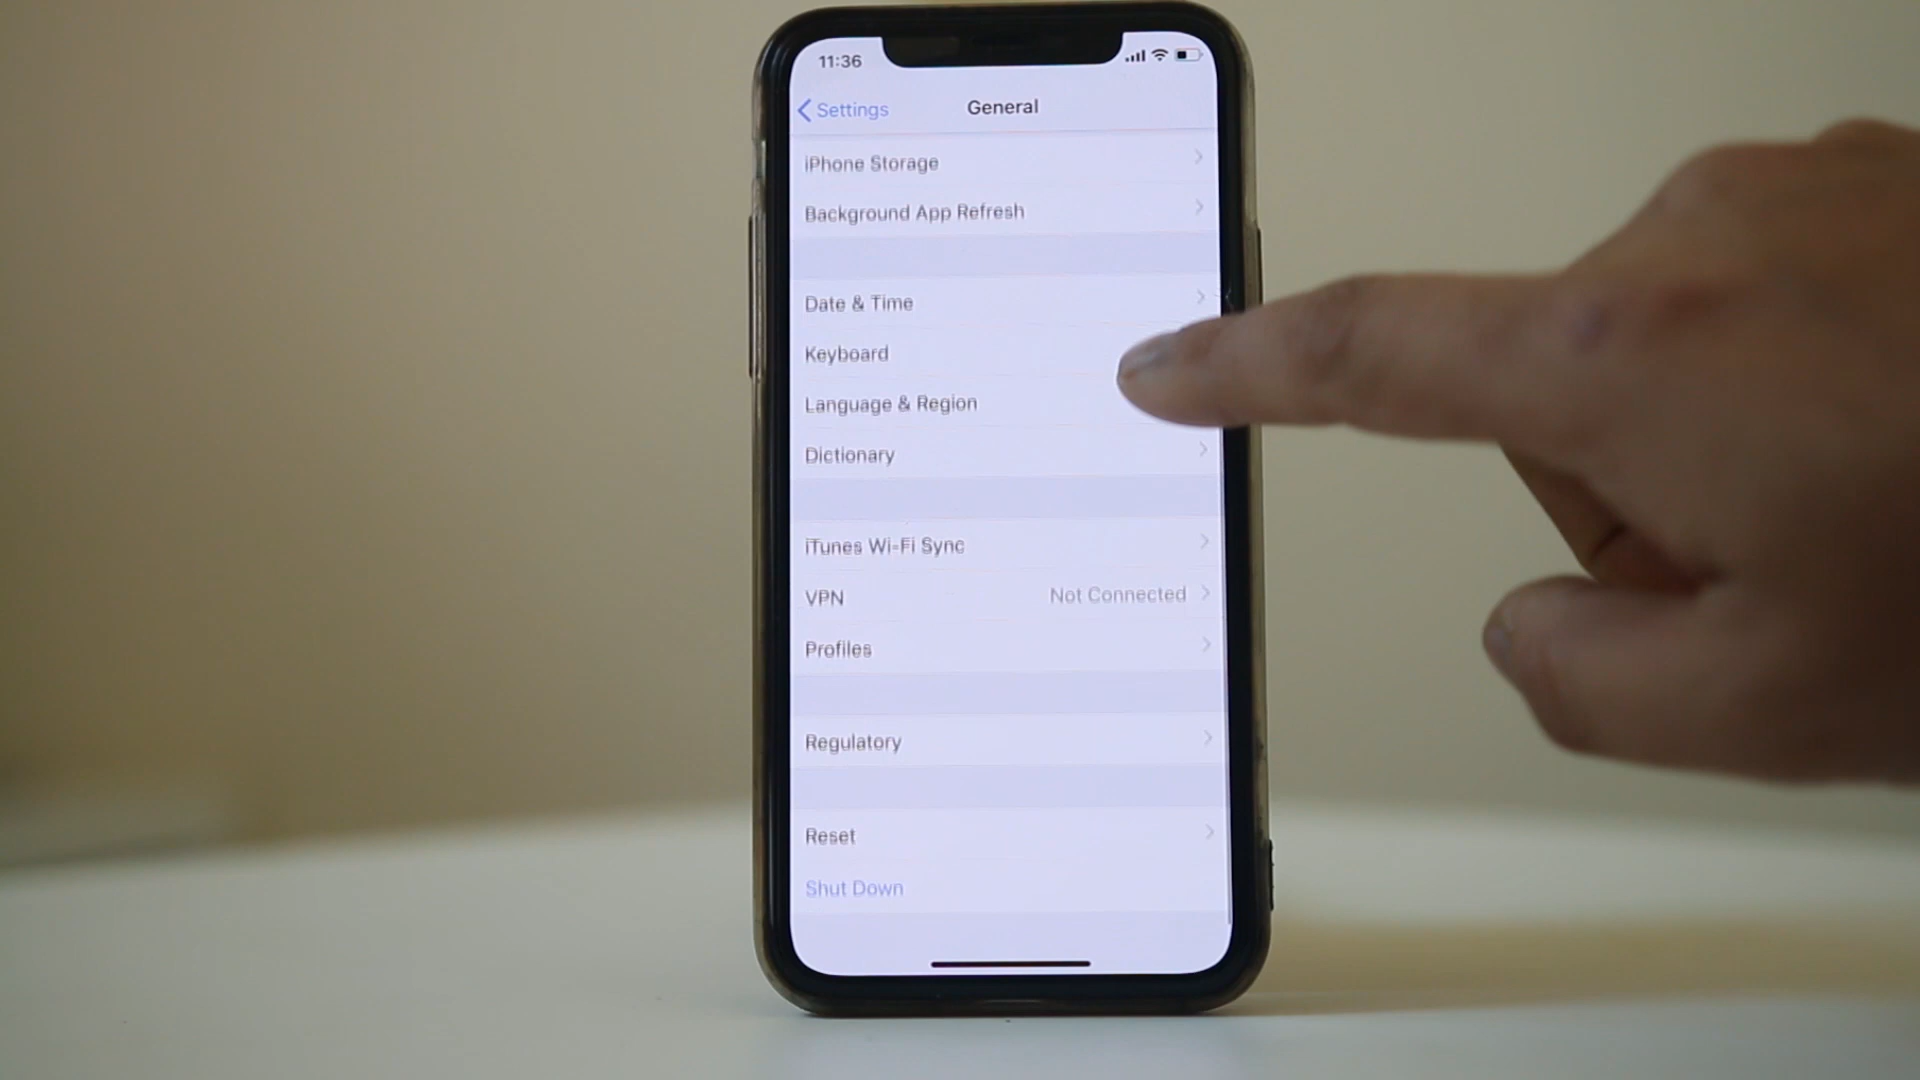 11:36
Settings
General
iPhone Storage
Background App Refresh
Date & Time
Keyboard
Language & Region
Dictionary
iTunes Wi-Fi Sync
VPN Not Connected
Profiles
Regulatory
Reset
Shut Down